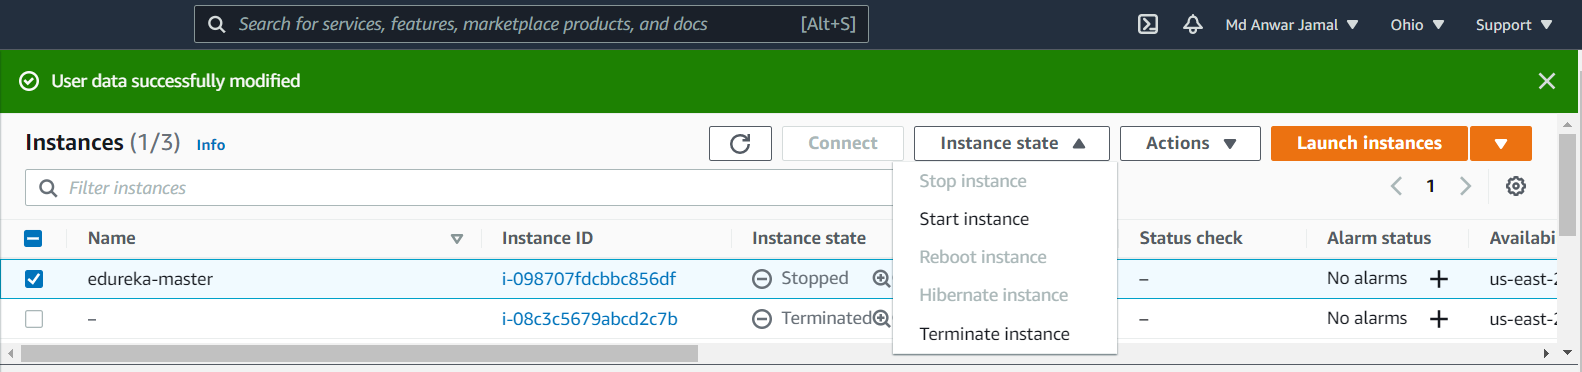 Search for services, features, marketplace products, and docs [Alt+S] Md Anwar Jamal Ohio Support
User data successfully modified
Instances (1/3) Info Connect Instance state Actions Launch instances
Stop instance
Filter instances 1
Start instance
Name Instance ID Instance state Status check Alarm status Availabi
Reboot instance
edureka-master i-098707fdcbbc856df Stopped – No alarms us-east-2
Hibernate instance
– i-08c3c5679abcd2c7b Terminated – No alarms us-east-2
Terminate instance